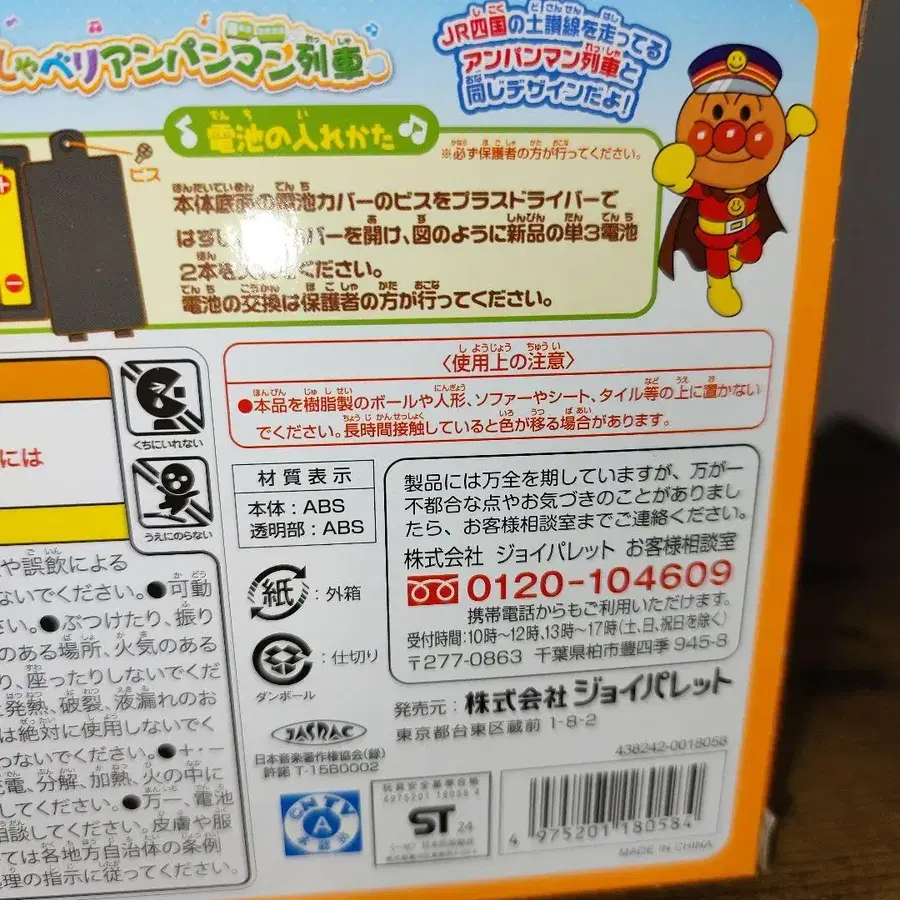 しゃべりアンパンマン列車
JR四国の土讃線を走ってる
アンパンマン列車と
同じデザインだよ!
電池の入れかた
※必ず保護者の方が行ってください。
ビス
本体底面の電池カバーのビスをプラスドライバーで
はずし カバーを開け、図のように新品の単3電池
2本を ください。
電池の交換は保護者の方が行ってください。
〈使用上の注意〉
●本品を樹脂製のボールや人形、ソファーやシート、タイル等の上に置かない
でください。長時間接触していると色が移る場合があります。
くちにいれない
うえにのらない
には
材質表示
本体:ABS
透明部:ABS
紙:外箱
:仕切り
ダンボール
製品には万全を期していますが、万が一
不都合な点やお気づきのことがありまし
たら、お客様相談室までご連絡ください。
株式会社 ジョイパレット お客様相談室
0120-104609
携帯電話からもご利用いただけます。
受付時間:10時〜12時,13時〜17時(土、日、祝日を除く)
〒277-0863 千葉県柏市豊四季 945-8
発売元:株式会社 ジョイパレット
東京都台東区蔵前 1-8-2
438242-0018058
JASRAC
日本音楽著作権協会(録)
許諾 T-15B0002
や誤飲による
ないでください。●可動
さい。●ぶつけたり、振り
のある場所、火気のある
り、座ったりしないでくだ
と発熱、破裂、液漏れのお
は絶対に使用しないでく
わないでください。●+・-
充電、分解、加熱、火の中に
してください。●万一、電池
相談してください。皮膚や服
ては各地方自治体の条例
処理の指示に従ってください。
CNTV
A
承認済
玩具安全基準合格
4975201 18058 4
ST 24
4 975201 180584
MADE IN CHINA